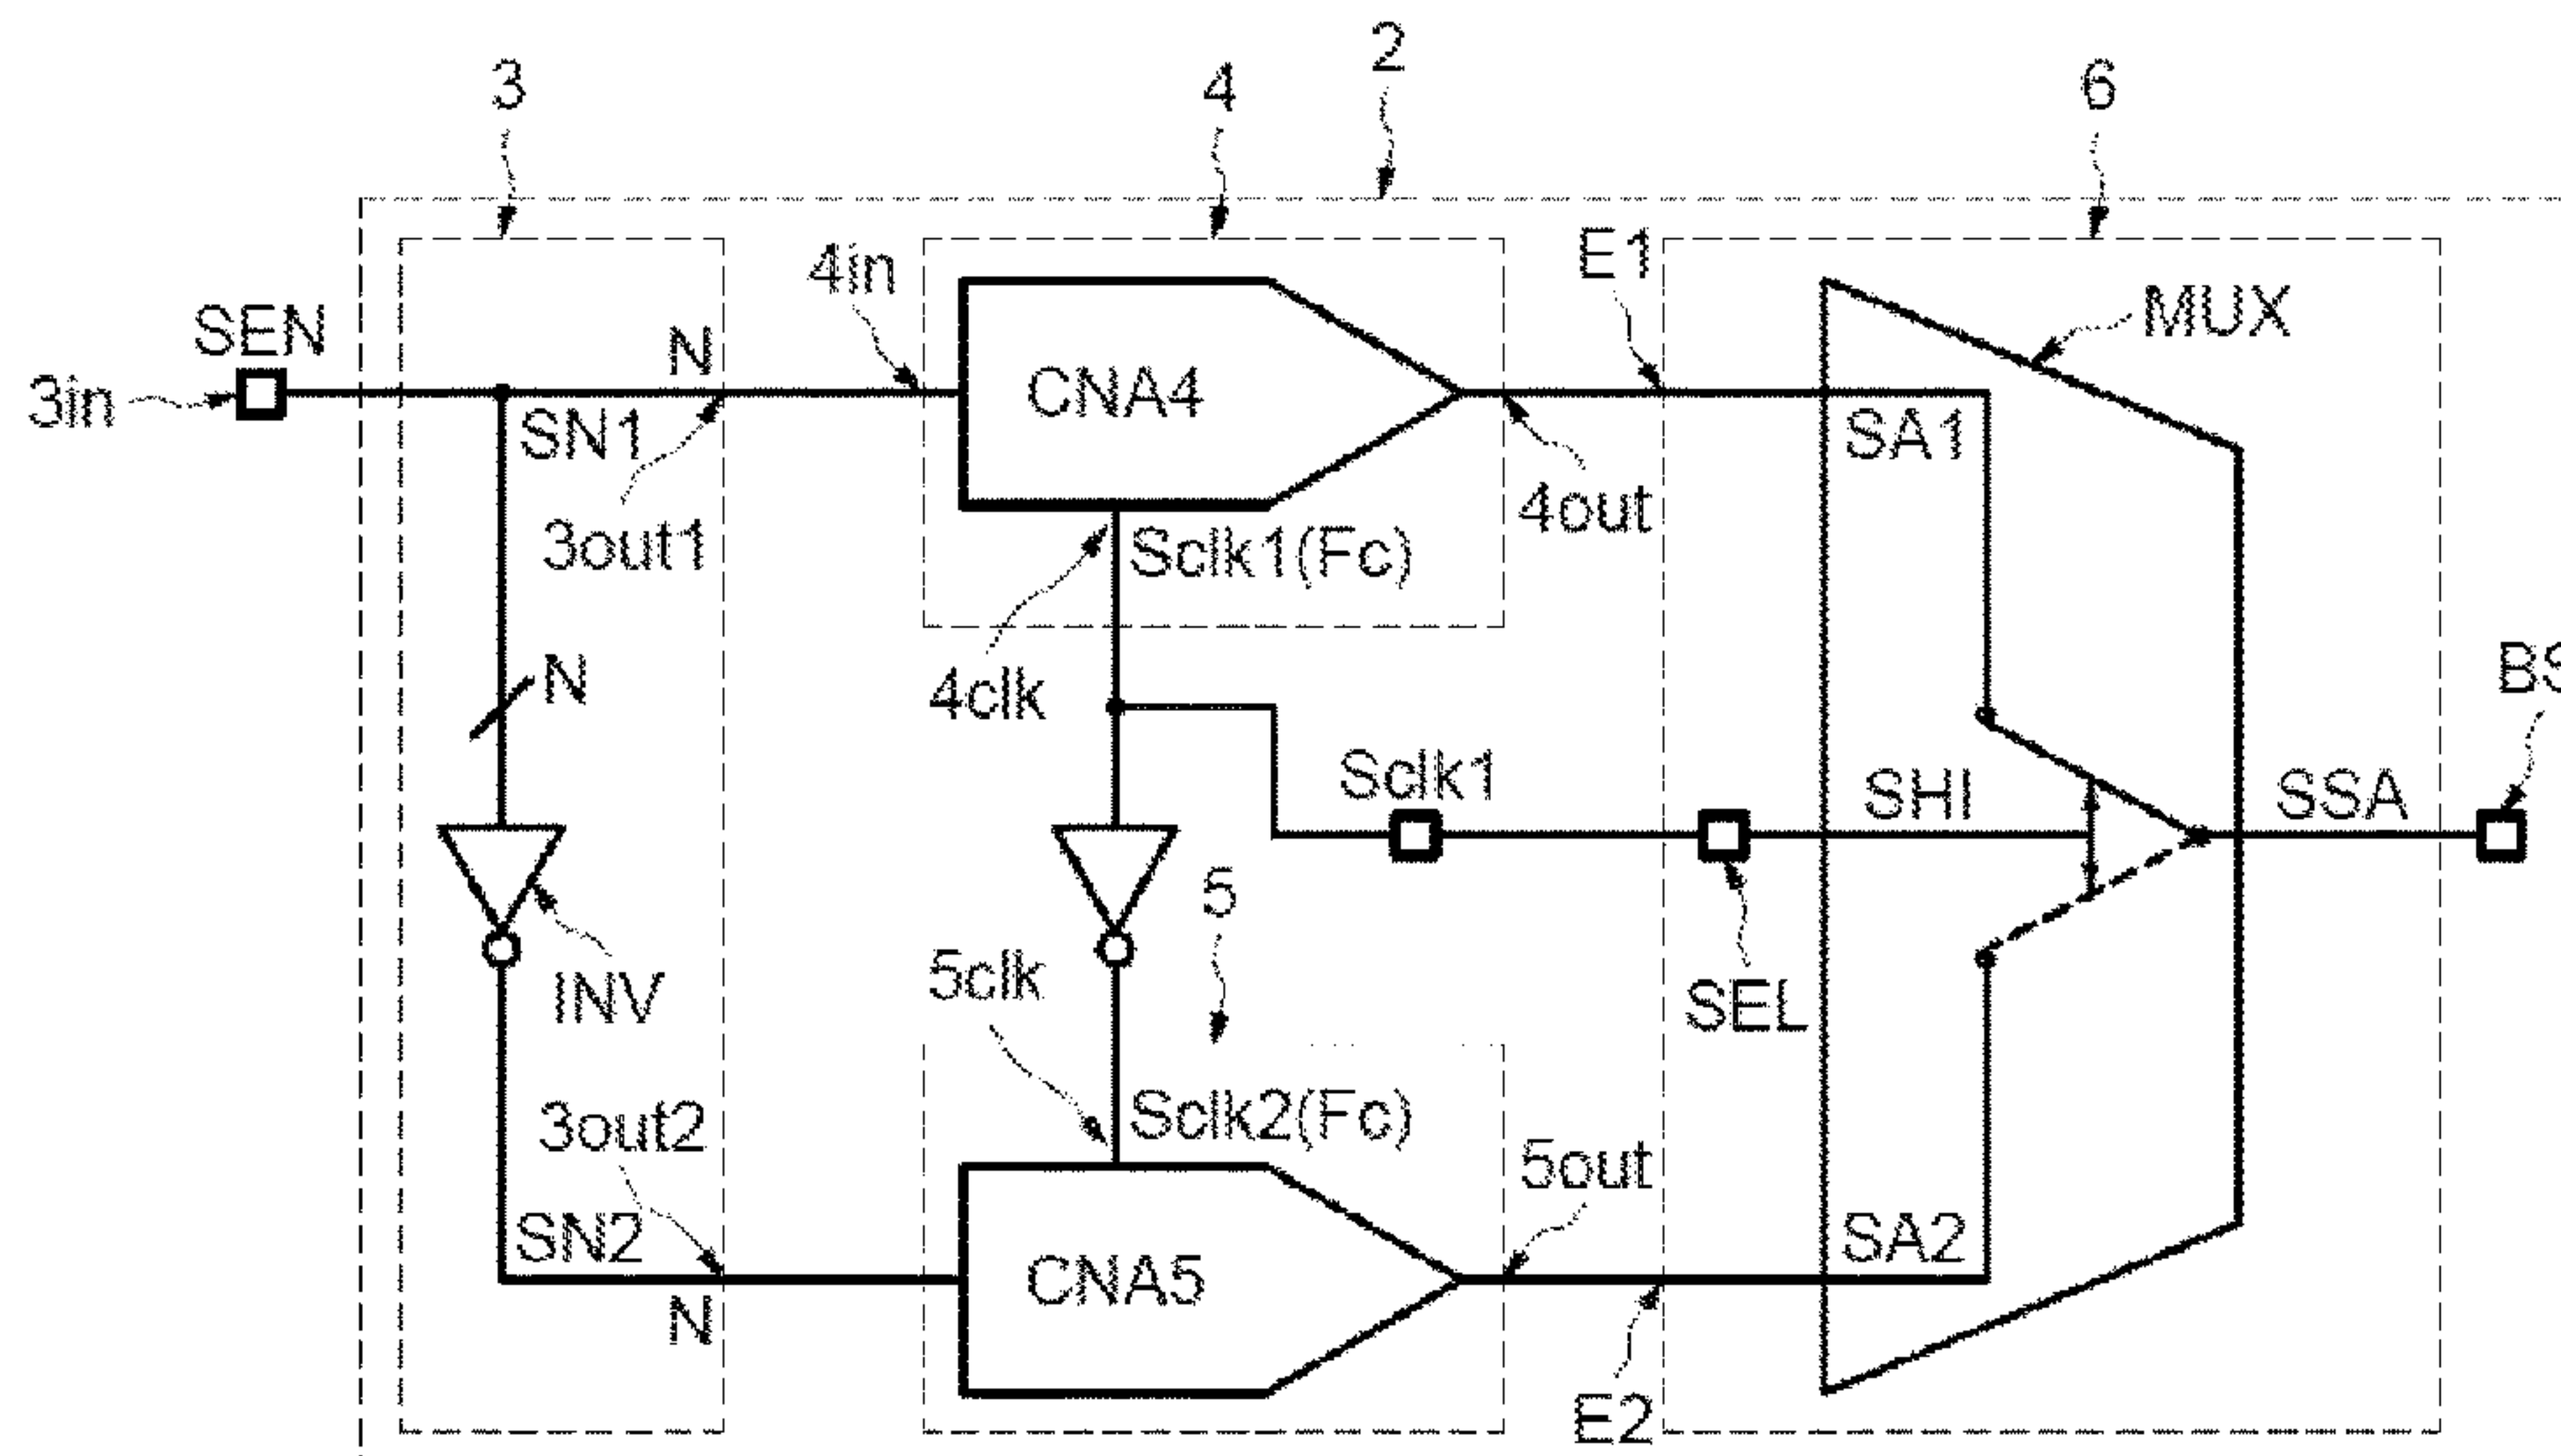 2
3
4
6
E1
4in
MUX
SEN
N
3in
CNA4
SN1
SA1
3out1
4out
Sclk1(Fc)
N
4clk
BS
Sclk1
SHI
SSA
5
5clk
INV
SEL
Sclk2(Fc)
3out2
5out
SN2
SA2
CNA5
N
E2